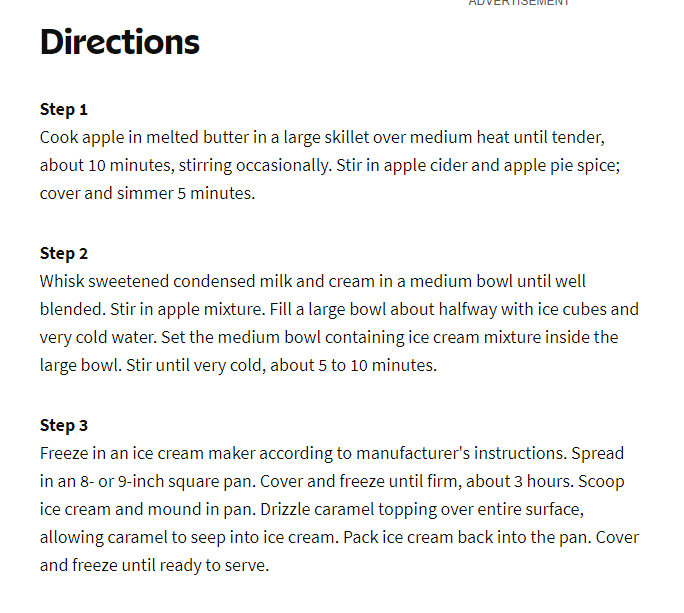 ADVERTISEMENT
Directions
Step 1
Cook apple in melted butter in a large skillet over medium heat until tender,
about 10 minutes, stirring occasionally. Stir in apple cider and apple pie spice;
cover and simmer 5 minutes.
Step 2
Whisk sweetened condensed milk and cream in a medium bowl until well
blended. Stir in apple mixture. Fill a large bowl about halfway with ice cubes and
very cold water. Set the medium bowl containing ice cream mixture inside the
large bowl. Stir until very cold, about 5 to 10 minutes.
Step 3
Freeze in an ice cream maker according to manufacturer's instructions. Spread
in an 8- or 9-inch square pan. Cover and freeze until firm, about 3 hours. Scoop
ice cream and mound in pan. Drizzle caramel topping over entire surface,
allowing caramel to seep into ice cream. Pack ice cream back into the pan. Cover
and freeze until ready to serve.